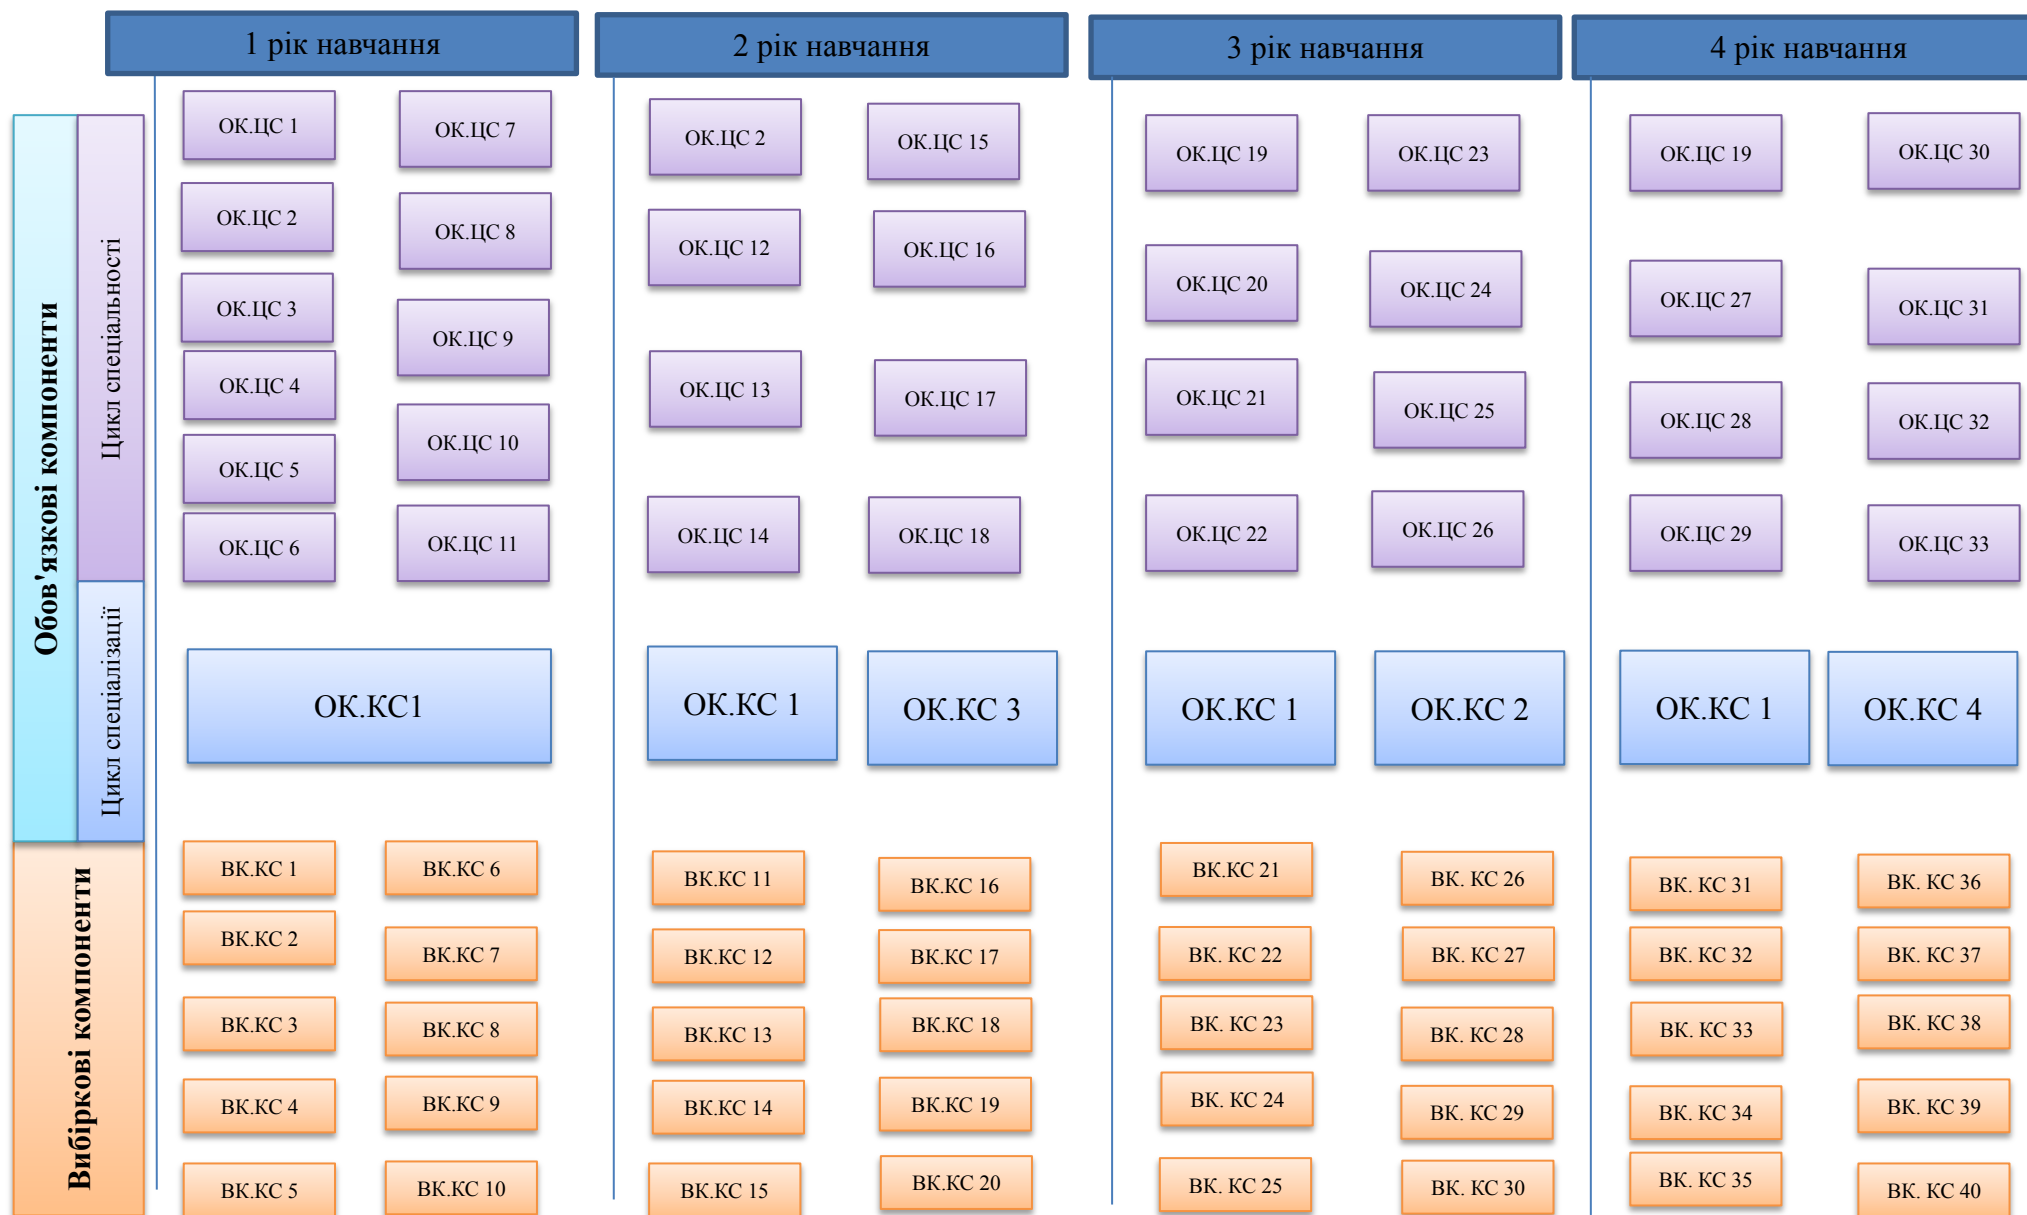 1 рік навчання
2 рік навчання
3 рік навчання
4 рік навчання
Обов'язкові компоненти
Цикл спеціальності
Цикл спеціалізації
Вибіркові компоненти
ОК.ЦС 1
ОК.ЦС 2
ОК.ЦС 3
ОК.ЦС 4
ОК.ЦС 5
ОК.ЦС 6
ОК.ЦС 7
ОК.ЦС 8
ОК.ЦС 9
ОК.ЦС 10
ОК.ЦС 11
ОК.КС1
ВК.КС 1
ВК.КС 2
ВК.КС 3
ВК.КС 4
ВК.КС 5
ВК.КС 6
ВК.КС 7
ВК.КС 8
ВК.КС 9
ВК.КС 10
ОК.ЦС 2
ОК.ЦС 12
ОК.ЦС 13
ОК.ЦС 14
ОК.ЦС 15
ОК.ЦС 16
ОК.ЦС 17
ОК.ЦС 18
ОК.КС 1
ОК.КС 3
ВК.КС 11
ВК.КС 12
ВК.КС 13
ВК.КС 14
ВК.КС 15
ВК.КС 16
ВК.КС 17
ВК.КС 18
ВК.КС 19
ВК.КС 20
ОК.ЦС 19
ОК.ЦС 20
ОК.ЦС 21
ОК.ЦС 22
ОК.ЦС 23
ОК.ЦС 24
ОК.ЦС 25
ОК.ЦС 26
ОК.КС 1
ОК.КС 2
ВК.КС 21
ВК. КС 22
ВК. КС 23
ВК. КС 24
ВК. КС 25
ВК. КС 26
ВК. КС 27
ВК. КС 28
ВК. КС 29
ВК. КС 30
ОК.ЦС 19
ОК.ЦС 27
ОК.ЦС 28
ОК.ЦС 29
ОК.ЦС 30
ОК.ЦС 31
ОК.ЦС 32
ОК.ЦС 33
ОК.КС 1
ОК.КС 4
ВК. КС 31
ВК. КС 32
ВК. КС 33
ВК. КС 34
ВК. КС 35
ВК. КС 36
ВК. КС 37
ВК. КС 38
ВК. КС 39
ВК. КС 40